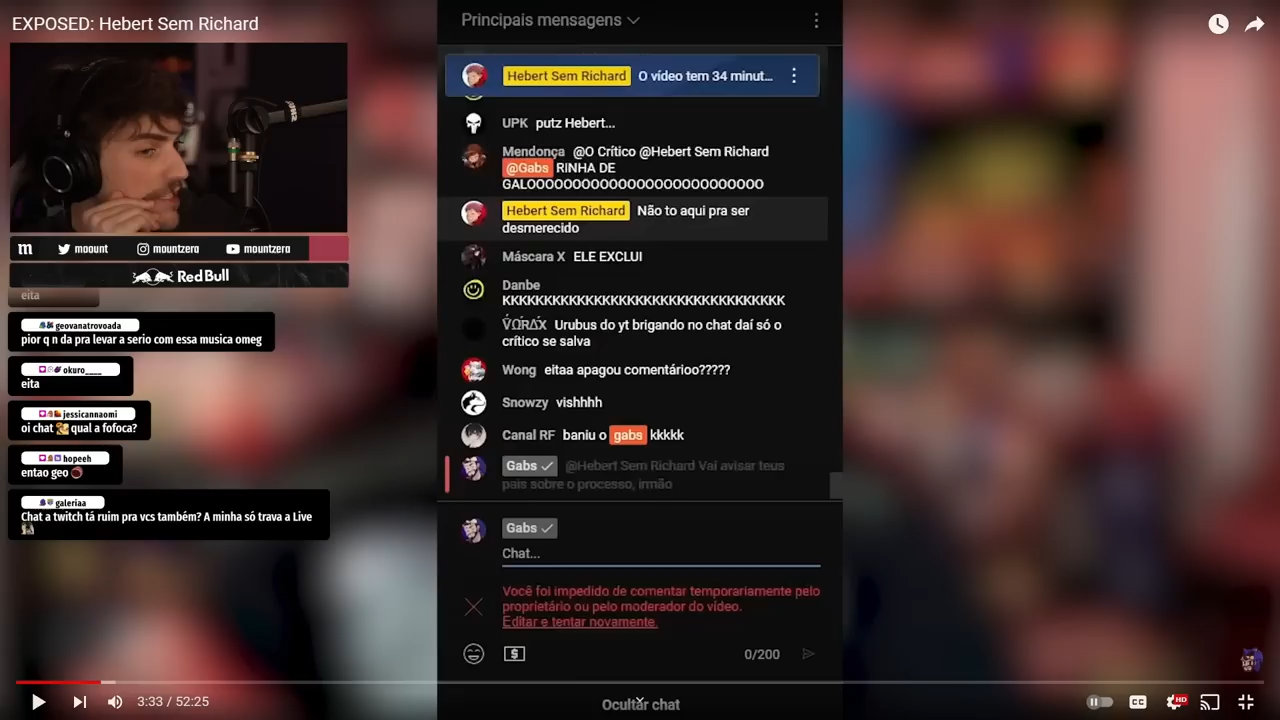 EXPOSED: Hebert Sem Richard
m moount mountzera mountzera
Red Bull
eita
geovanatrovoada
pior q n da pra levar a serio com essa musica omeg
okuro____
eita
jessicannaomi
oi chat qual a fofoca?
hopeeh
entao geo
galeriaa
Chat a twitch tá ruim pra vcs também? A minha só trava a Live
Principais mensagens
Hebert Sem Richard O vídeo tem 34 minut...
UPK putz Hebert...
Mendonça @O Crítico @Hebert Sem Richard
@Gabs RINHA DE
GALOOOOOOOOOOOOOOOOOOOOOOOOOO
Hebert Sem Richard Não to aqui pra ser
desmerecido
Máscara X ELE EXCLUI
Danbe
KKKKKKKKKKKKKKKKKKKKKKKKKKKKKKKKKK
Urubus do yt brigando no chat daí só o
crítico se salva
Wong eitaa apagou comentárioo?????
Snowzy vishhhh
Canal RF baniu o gabs kkkkk
Gabs @Hebert Sem Richard Vai avisar teus
pais sobre o processo, irmão
Gabs
Chat...
Você foi impedido de comentar temporariamente pelo
proprietário ou pelo moderador do vídeo.
Editar e tentar novamente.
0/200
Ocultar chat
3:33 / 52:25
CC
HD